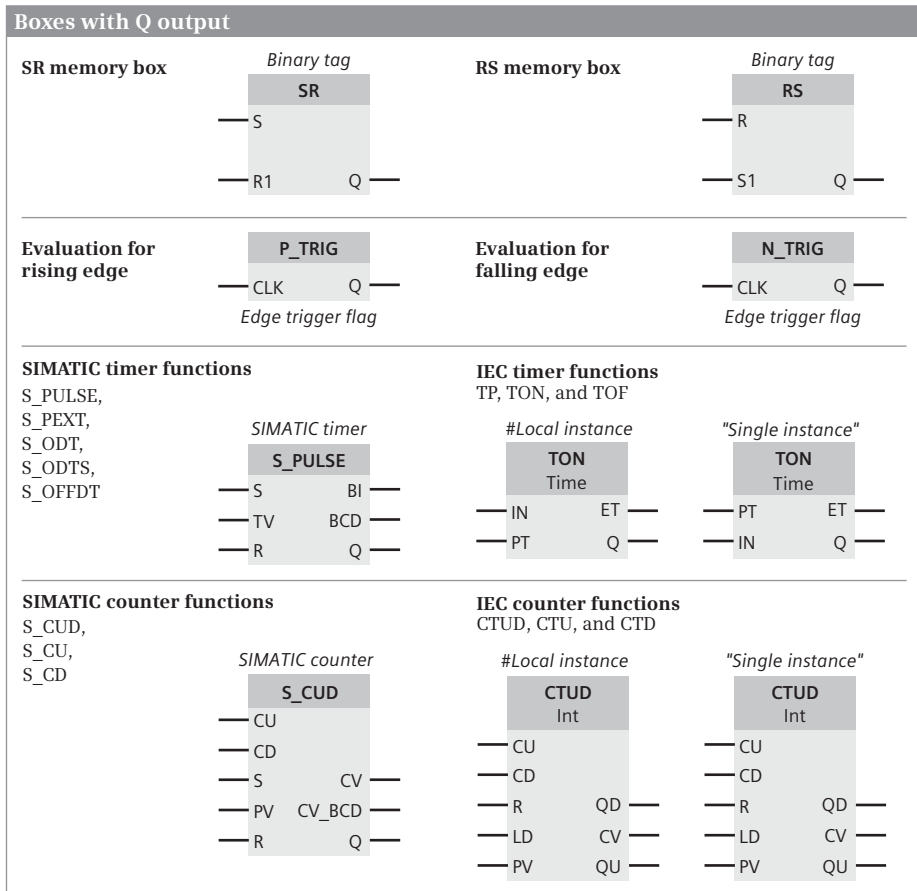 Boxes with Q output
SR memory box
Binary tag
SR
S
R1 Q
RS memory box
Binary tag
RS
R
S1 Q
Evaluation for
rising edge
P_TRIG
CLK Q
Edge trigger flag
Evaluation for
falling edge
N_TRIG
CLK Q
Edge trigger flag
SIMATIC timer functions
S_PULSE,
S_PEXT,
S_ODT,
S_ODTS,
S_OFFDT
SIMATIC timer
S_PULSE
S BI
TV BCD
R Q
IEC timer functions
TP, TON, and TOF
#Local instance
TON
Time
IN ET
PT Q
"Single instance"
TON
Time
PT ET
IN Q
SIMATIC counter functions
S_CUD,
S_CU,
S_CD
SIMATIC counter
S_CUD
CU
CD
S CV
PV CV_BCD
R Q
IEC counter functions
CTUD, CTU, and CTD
#Local instance
CTUD
Int
CU
CD
R QD
LD CV
PV QU
"Single instance"
CTUD
Int
CU
CD
R QD
LD CV
PV QU